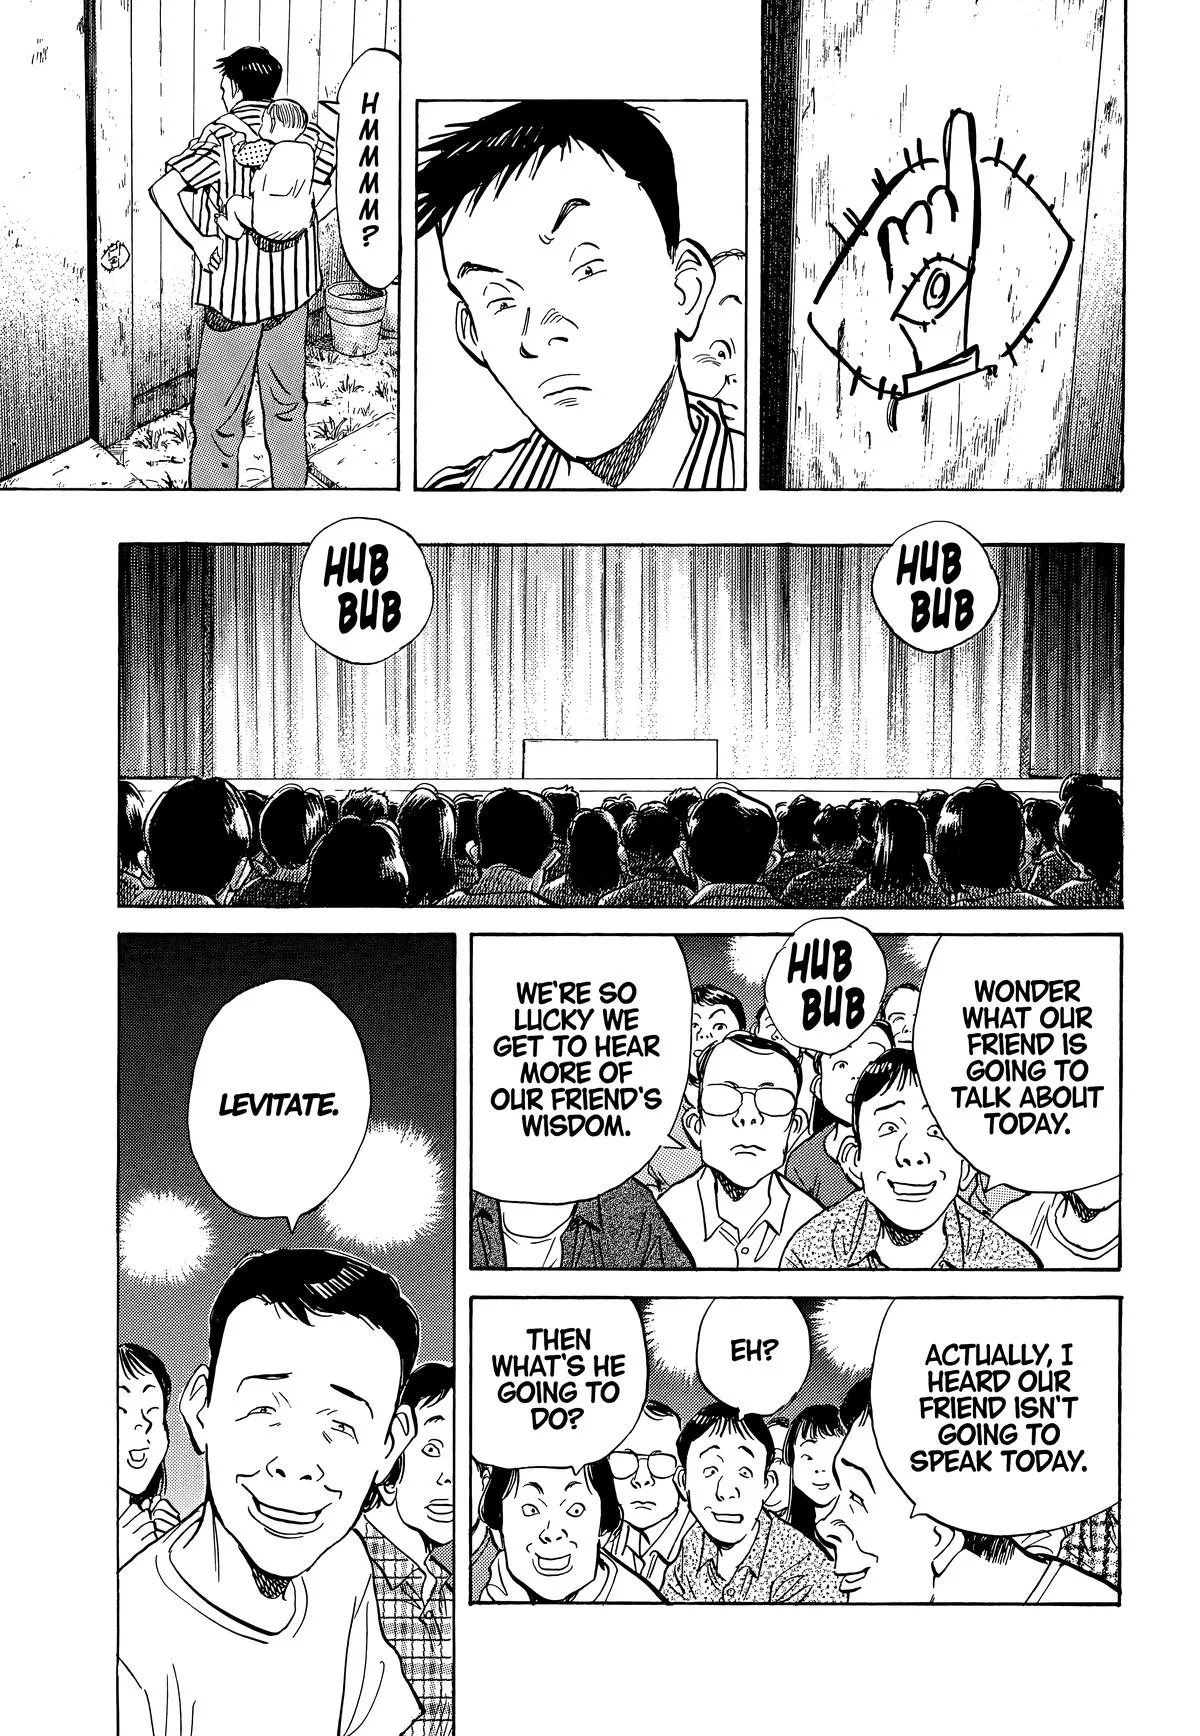 HMMMM?
HUB
BUB
HUB
BUB
WONDER
WHAT OUR
FRIEND IS
GOING TO
TALK ABOUT
TODAY.
HUB
BUB
WE'RE SO
LUCKY WE
GET TO HEAR
MORE OF
OUR FRIEND'S
WISDOM.
ACTUALLY, I
HEARD OUR
FRIEND ISN'T
GOING TO
SPEAK TODAY.
EH?
THEN
WHAT'S HE
GOING TO
DO?
LEVITATE.